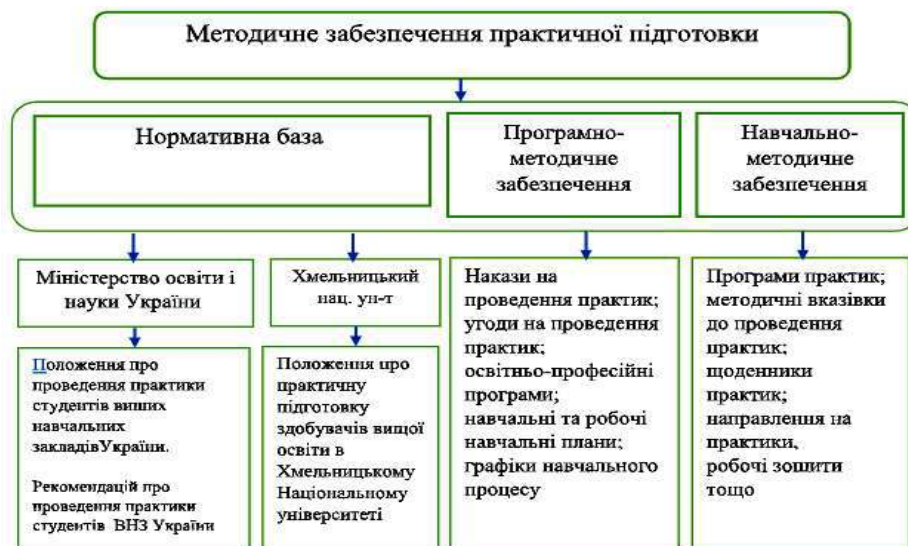 Методичне забезпечення практичної підготовки
Нормативна база
Програмно-
методичне
забезпечення
Навчально-
методичне
забезпечення
Міністерство освіти і
науки України
Хмельницький
нац. ун-т
Положення про
проведення практики
студентів виших
навчальних
закладівУкраїни.
Рекомендацій про
проведення практики
студентів ВНЗ України
Положення про
практичну
підготовку
здобувачів вищої
освіти в
Хмельницькому
Національному
університеті
Накази на
проведення практик;
угоди на проведення
практик;
освітньо-професійні
програми;
навчальні та робочі
навчальні плани;
графіки навчального
процесу
Програми практик;
методичні вказівки
до проведення
практик;
щоденники
практик;
направлення на
практики,
робочі зошити
тощо